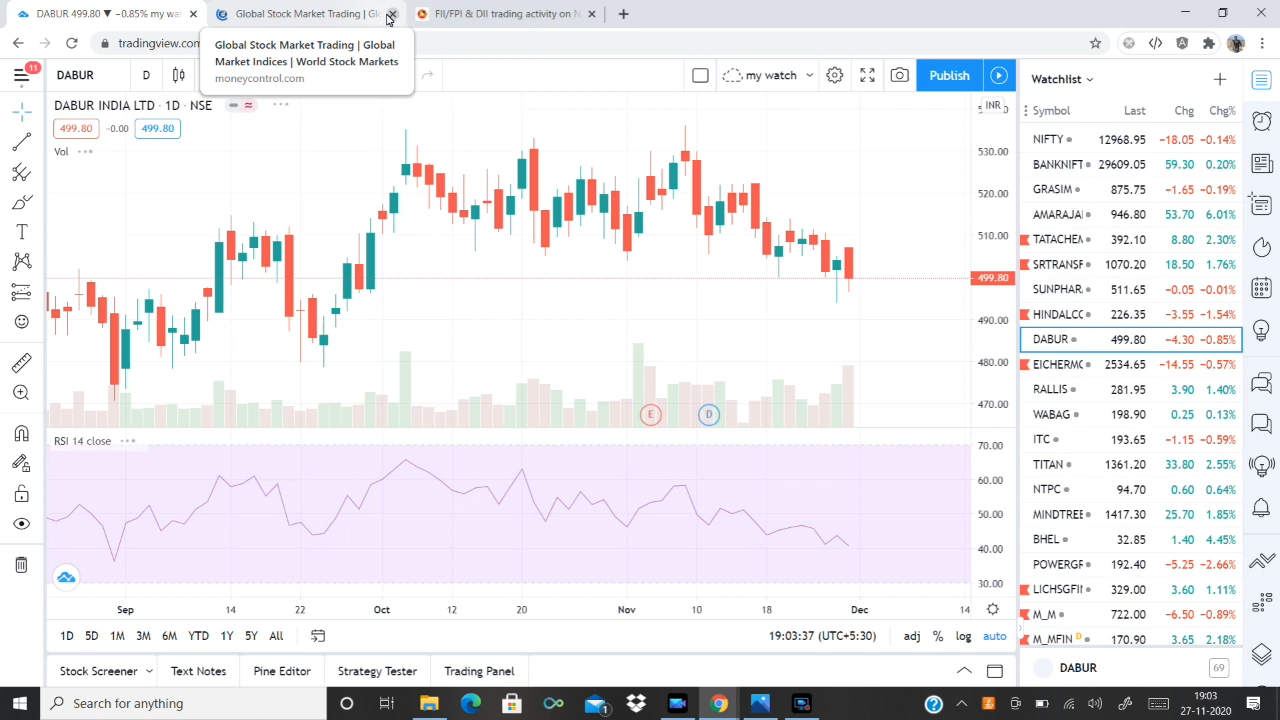 DABUR 499.80 ▼ −0.85% my wa
Global Stock Market Trading | Gl
FII/FPI & DII trading activity on N
tradingview.com
Global Stock Market Trading | Global
Market Indices | World Stock Markets
moneycontrol.com
11
DABUR
D
my watch
Publish
Watchlist
DABUR INDIA LTD · 1D · NSE
INR
Symbol Last Chg Chg%
499.80 -0.00 499.80
Vol
530.00
520.00
510.00
499.80
490.00
480.00
470.00
E
D
NIFTY 12968.95 −18.05 −0.14%
BANKNIFT 29609.05 59.30 0.20%
GRASIM 875.75 −1.65 −0.19%
AMARAJA 946.80 53.70 6.01%
TATACHEM 392.10 8.80 2.30%
SRTRANSF 1070.20 18.50 1.76%
SUNPHAR 511.65 −0.05 −0.01%
HINDALCO 226.35 −3.55 −1.54%
DABUR 499.80 −4.30 −0.85%
EICHERMO 2534.65 −14.55 −0.57%
RALLIS 281.95 3.90 1.40%
WABAG 198.90 0.25 0.13%
ITC 193.65 −1.15 −0.59%
TITAN 1361.20 33.80 2.55%
NTPC 94.70 0.60 0.64%
MINDTREE 1417.30 25.70 1.85%
BHEL 32.85 1.40 4.45%
POWERGF 192.40 −5.25 −2.66%
LICHSGFIN 329.00 3.60 1.11%
M_M 722.00 −6.50 −0.89%
M_MFIN D 170.90 3.65 2.18%
RSI 14 close
70.00
60.00
50.00
40.00
30.00
Sep 14 22 Oct 12 20 Nov 10 18 Dec 14
1D 5D 1M 3M 6M YTD 1Y 5Y All
19:03:37 (UTC+5:30) adj % log auto
Stock Screener Text Notes Pine Editor Strategy Tester Trading Panel
DABUR 69
Type here to search
1
19:03
27-11-2020